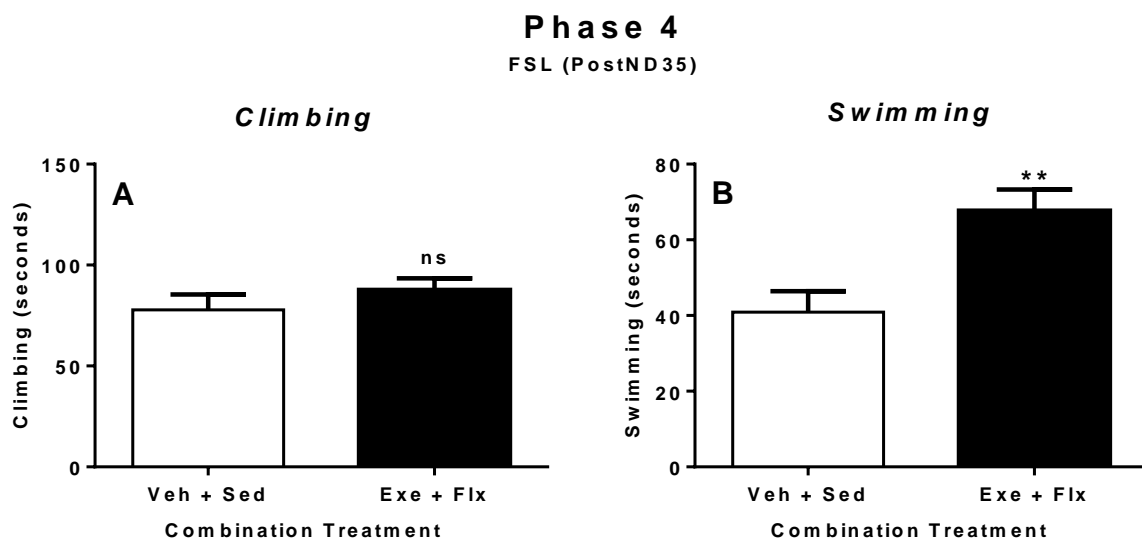 Phase 4
FSL (PostND35)
Climbing
A
Climbing (seconds)
150
100
50
0
ns
Veh + Sed
Exe + Flx
Combination Treatment
Swimming
B
Swimming (seconds)
80
60
40
20
0
**
Veh + Sed
Exe + Flx
Combination Treatment